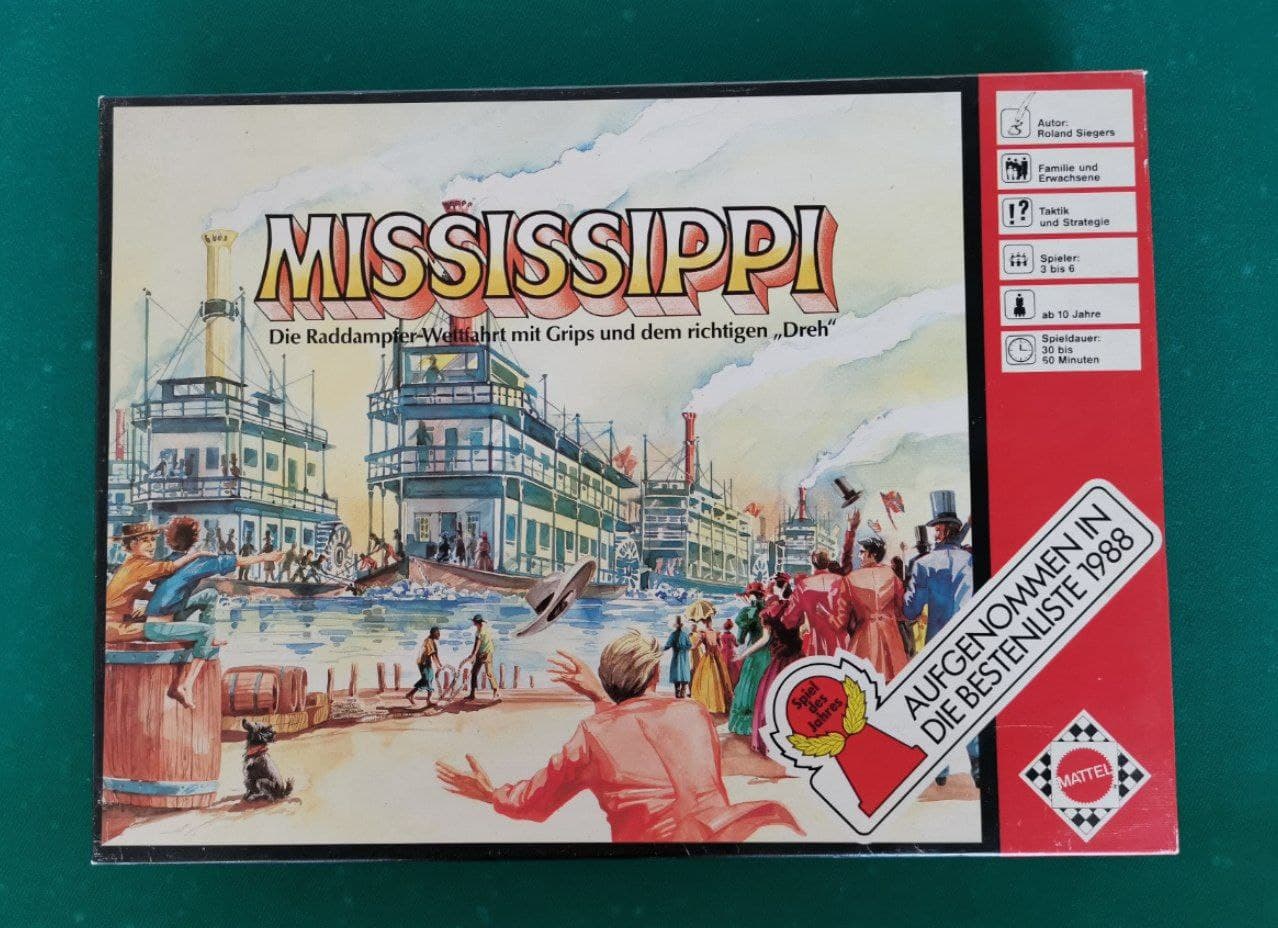 MISSISSIPPI
Die Raddampfer-Wettfahrt mit Grips und dem richtigen „Dreh“
Autor:
Roland Siegers
Familie und
Erwachsene
!?
Taktik
und Strategie
Spieler:
3 bis 6
ab 10 Jahre
Spieldauer:
30 bis
60 Minuten
AUFGENOMMEN IN
DIE BESTENLISTE 1988
Spiel
des
Jahres
MATTEL